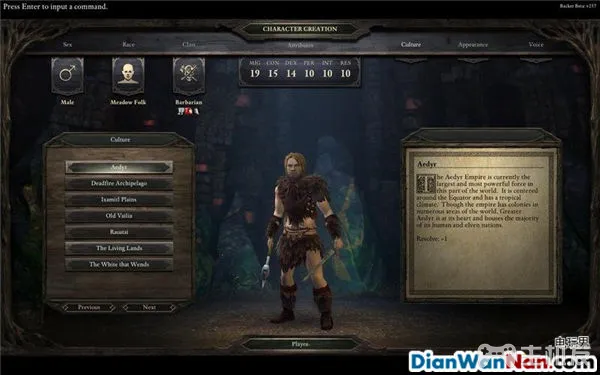 Press Enter to input a command.
Backer Beta v257
CHARACTER CREATION
Sex
Race
Class
Attributes
Culture
Appearance
Voice
MIG CON DEX PER INT RES
19 15 14 10 10 10
Male
Meadow Folk
Barbarian
Culture
Aedyr
Deadfire Archipelago
Ixamitl Plains
Old Vailia
Rauatai
The Living Lands
The White that Wends
Previous
Next
Aedyr
The Aedyr Empire is currently the
largest and most powerful force in
this part of the world. It is centered
around the Equator and has a tropical
climate. Though the empire has colonies in
numerous areas of the world, Greater
Aedyr is at its heart and houses the majority
of its human and elven nations.
Resolve: +1
Player
电玩男
DianWanNan.com